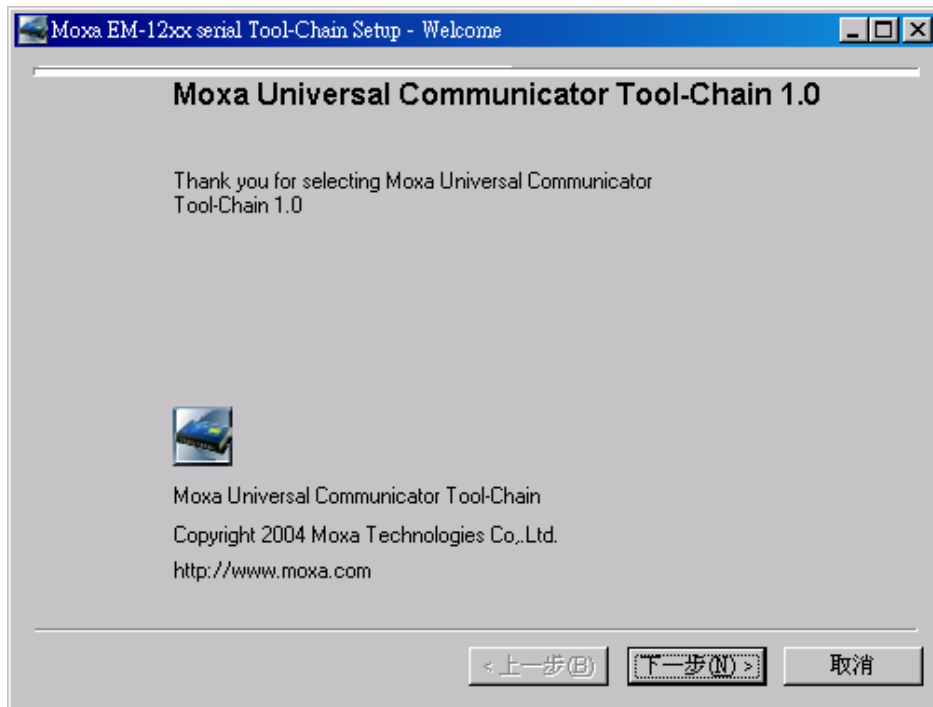 Moxa EM-12xx serial Tool-Chain Setup - Welcome
Moxa Universal Communicator Tool-Chain 1.0
Thank you for selecting Moxa Universal Communicator
Tool-Chain 1.0
Moxa Universal Communicator Tool-Chain
Copyright 2004 Moxa Technologies Co,.Ltd.
http://www.moxa.com
< 上一步(B) 下一步(N) > 取消